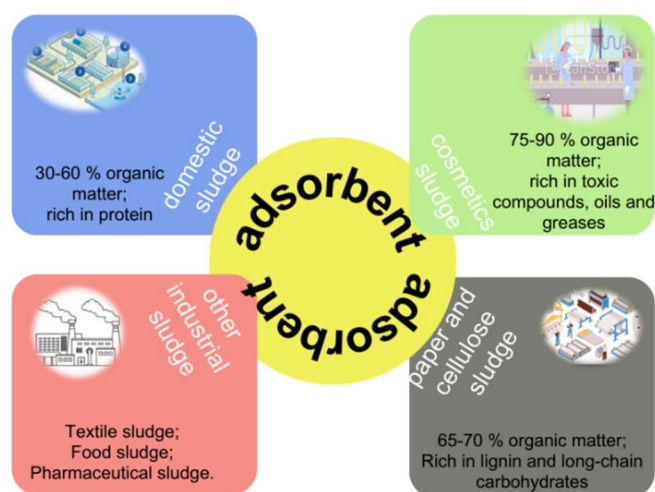 30-60 % organic
matter;
rich in protein
domestic
sludge
cosmetics
sludge
75-90 % organic
matter;
rich in toxic
compounds, oils and
greases
adsorbent adsorbent
other
industrial
sludge
Textile sludge;
Food sludge;
Pharmaceutical sludge.
paper and
cellulose
sludge
65-70 % organic matter;
Rich in lignin and long-chain
carbohydrates